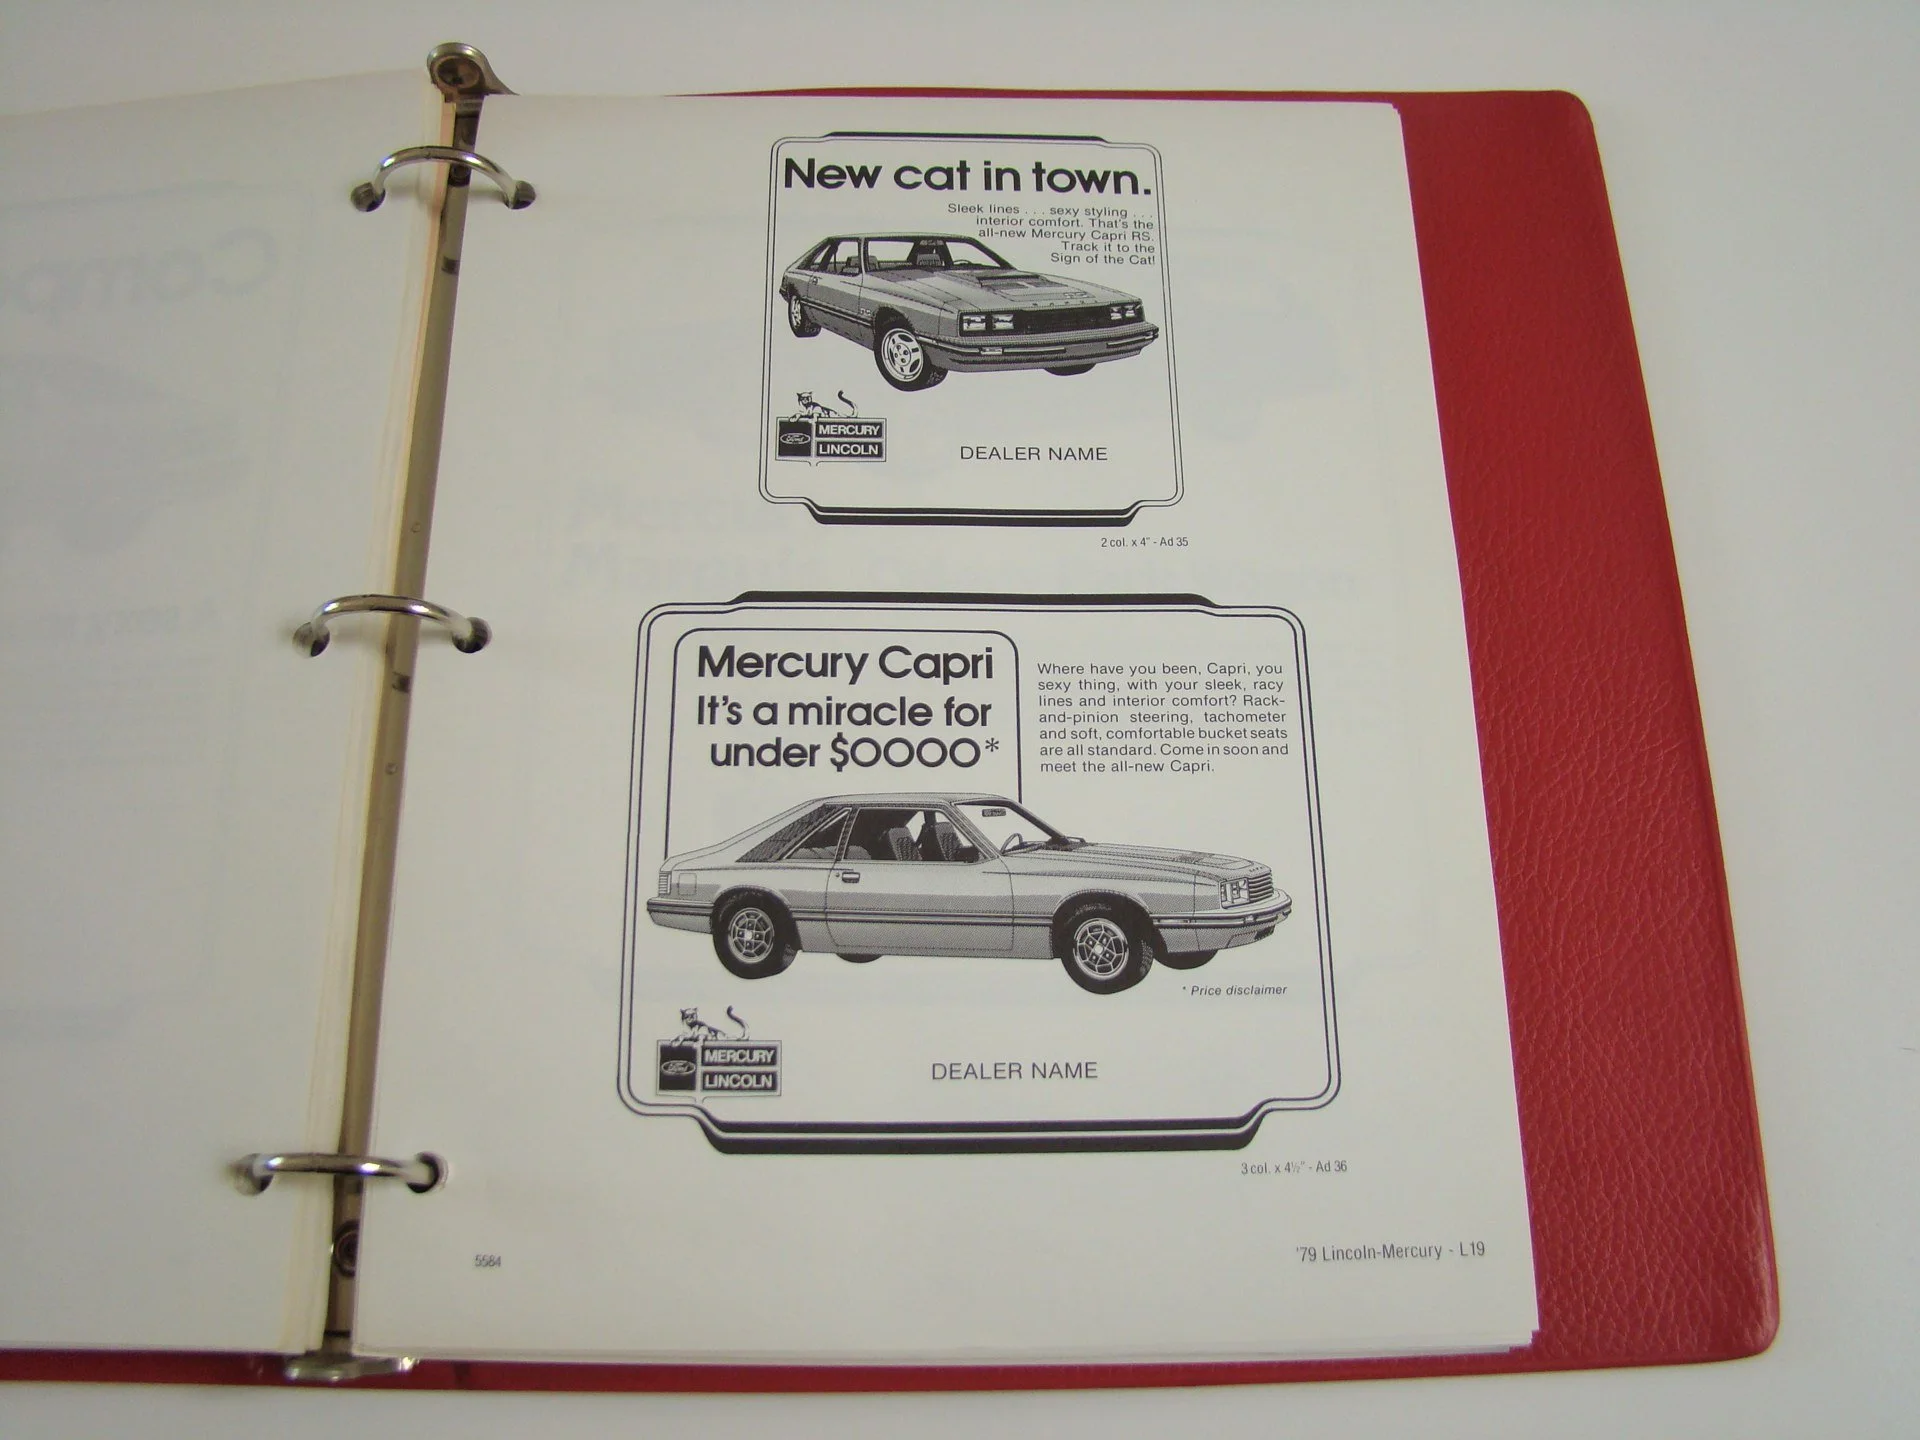 New cat in town.
Sleek lines . . . sexy styling . . .
interior comfort. That's the
all-new Mercury Capri RS.
Track it to the
Sign of the Cat!
Ford
MERCURY
LINCOLN
DEALER NAME
2 col. x 4" - Ad 35
Mercury Capri
It's a miracle for
under $0000*
Where have you been, Capri, you
sexy thing, with your sleek, racy
lines and interior comfort? Rack-
and-pinion steering, tachometer
and soft, comfortable bucket seats
are all standard. Come in soon and
meet the all-new Capri.
* Price disclaimer
Ford
MERCURY
LINCOLN
DEALER NAME
3 col. x 4½" - Ad 36
5584
'79 Lincoln-Mercury - L19